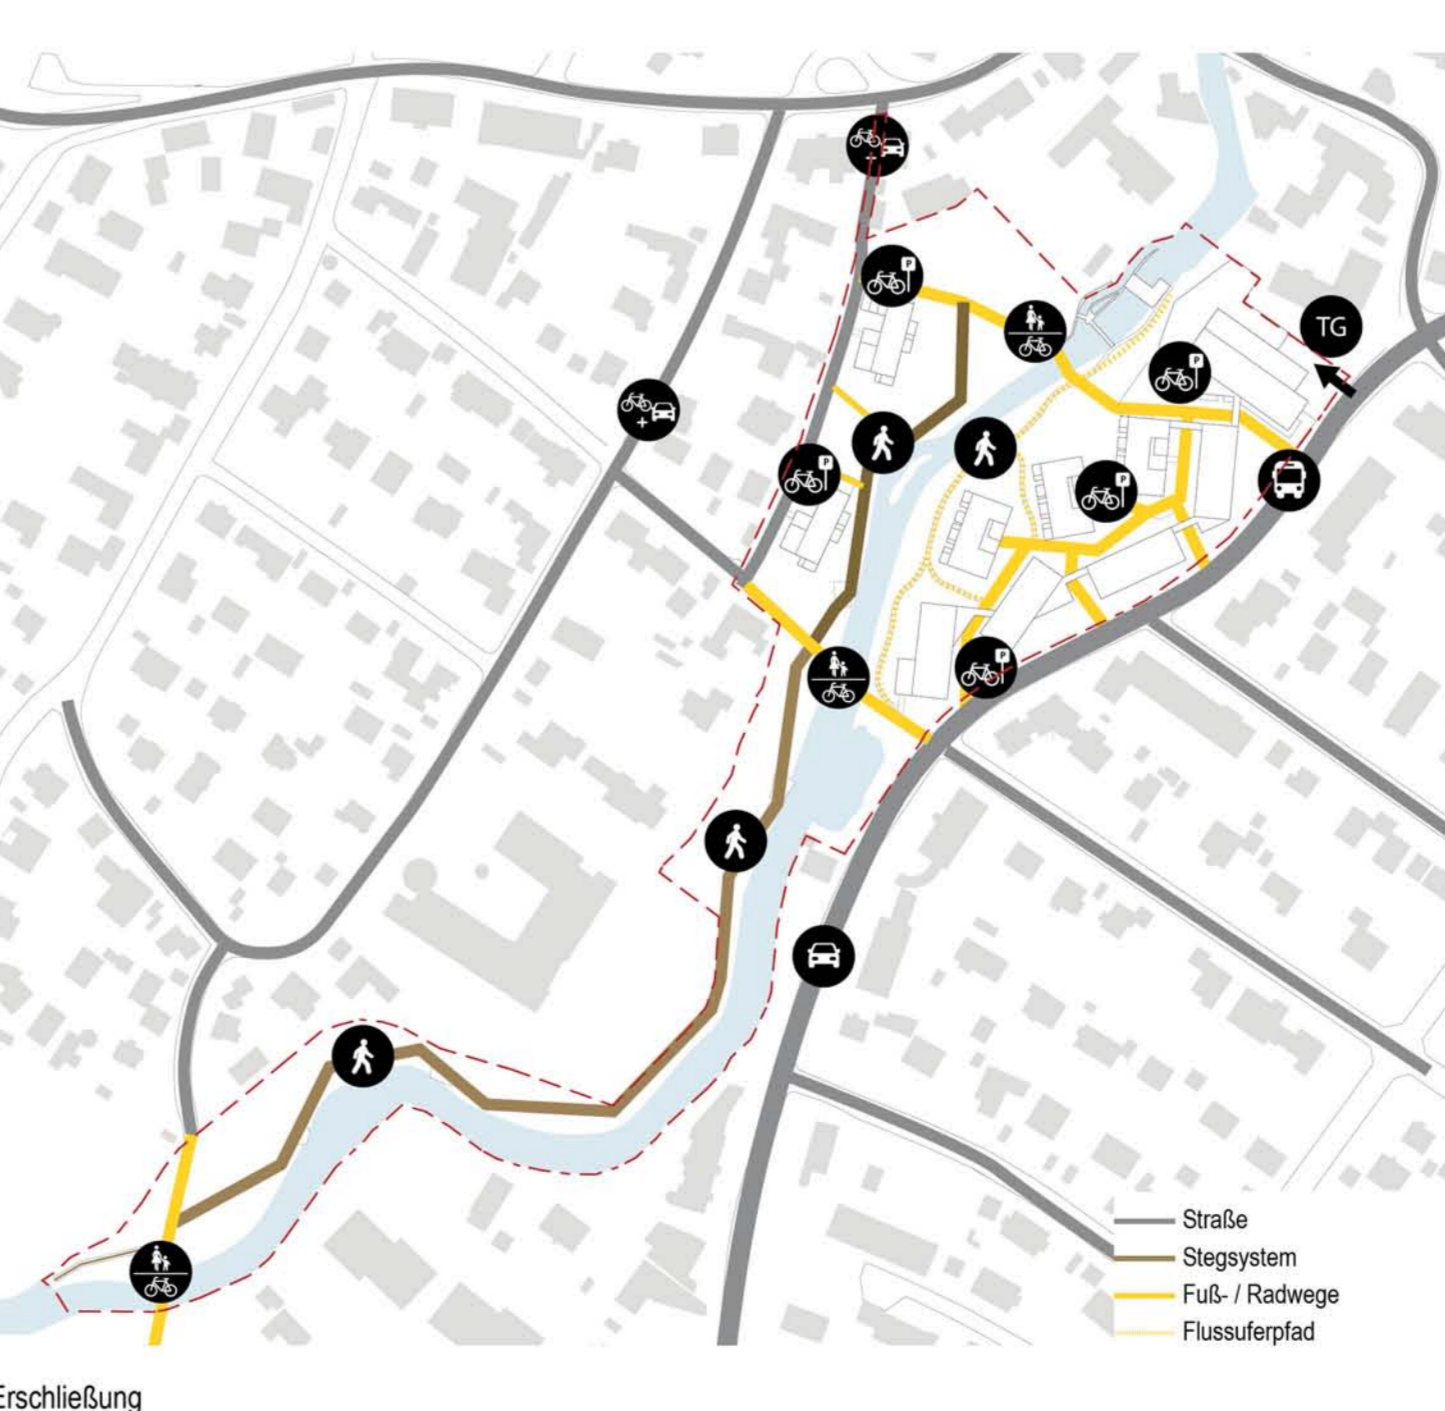 P
TG
P
P
P
P
Straße
Stegsystem
Fuß- / Radwege
Flussuferpfad
Erschließung